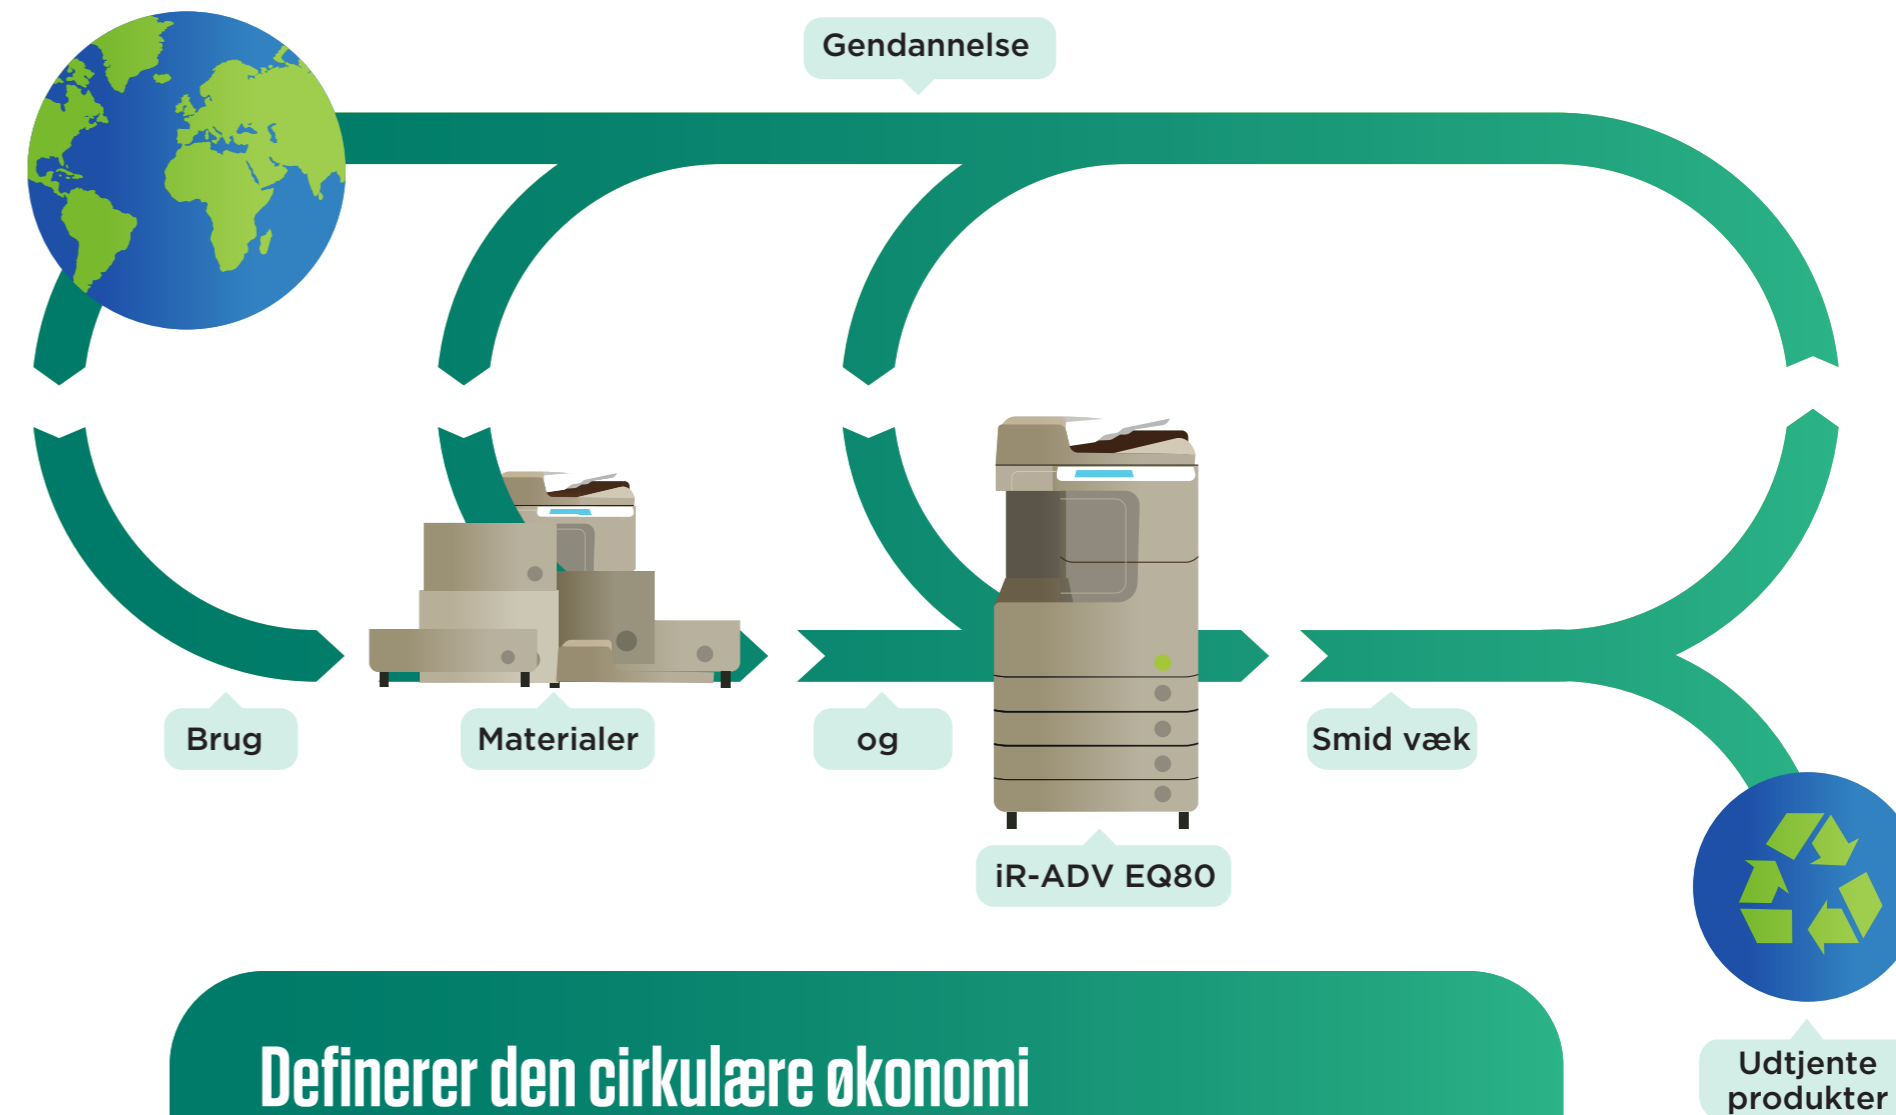 Gendannelse
Brug
Materialer
og
Smid væk
iR-ADV EQ80
Udtjente
produkter
Definerer den cirkulære økonomi